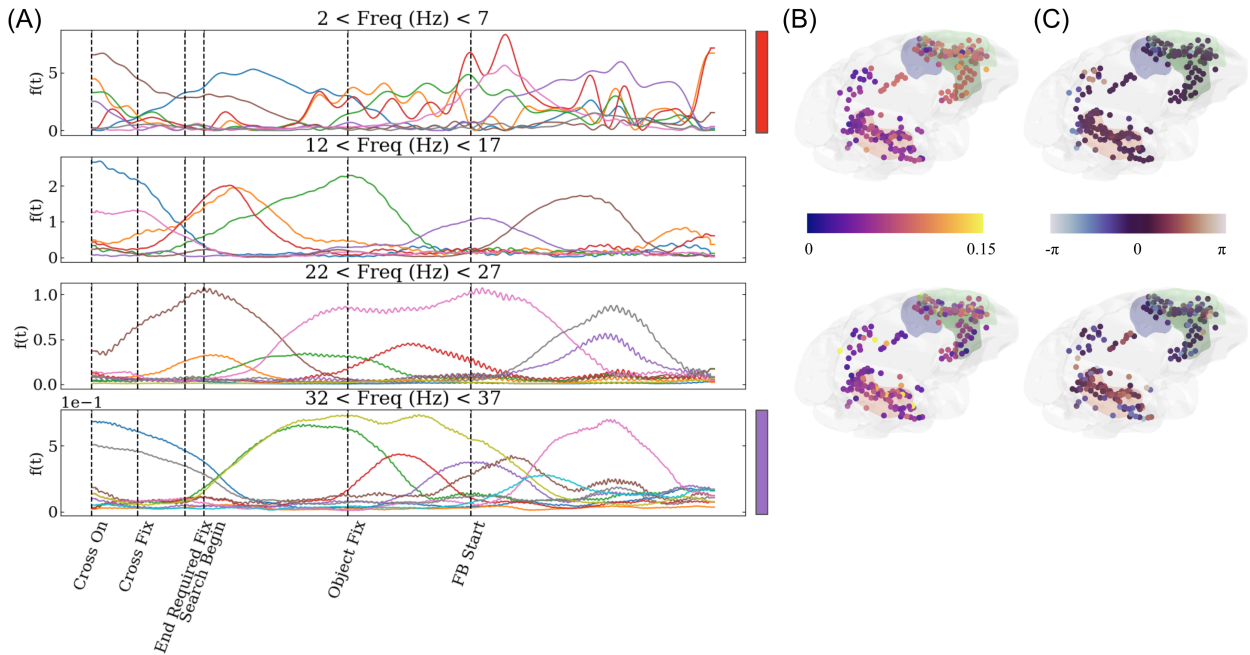 (A)
(B)
(C)
2 < Freq (Hz) < 7
f(t)
5
0
12 < Freq (Hz) < 17
f(t)
2
1
0
22 < Freq (Hz) < 27
f(t)
1.0
0.5
0.0
1e−1
32 < Freq (Hz) < 37
f(t)
5
0
Cross On
Cross Fix
End Required Fix
Search Begin
Object Fix
FB Start
0
0.15
-π
0
π